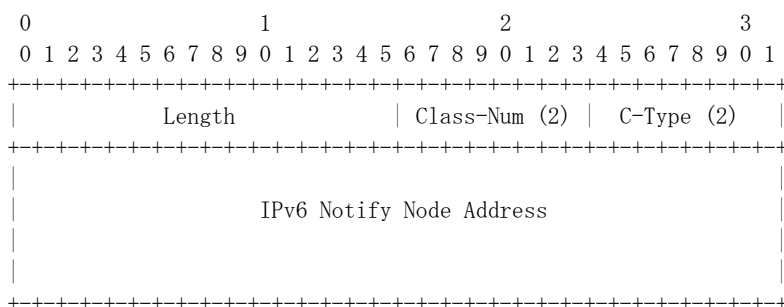 0                   1                   2                   3
 0 1 2 3 4 5 6 7 8 9 0 1 2 3 4 5 6 7 8 9 0 1 2 3 4 5 6 7 8 9 0 1
+-+-+-+-+-+-+-+-+-+-+-+-+-+-+-+-+-+-+-+-+-+-+-+-+-+-+-+-+-+-+-+-+
|            Length             | Class-Num (2) |  C-Type (2)   |
+-+-+-+-+-+-+-+-+-+-+-+-+-+-+-+-+-+-+-+-+-+-+-+-+-+-+-+-+-+-+-+-+
|                                                               |
|                    IPv6 Notify Node Address                   |
|                                                               |
|                                                               |
+-+-+-+-+-+-+-+-+-+-+-+-+-+-+-+-+-+-+-+-+-+-+-+-+-+-+-+-+-+-+-+-+